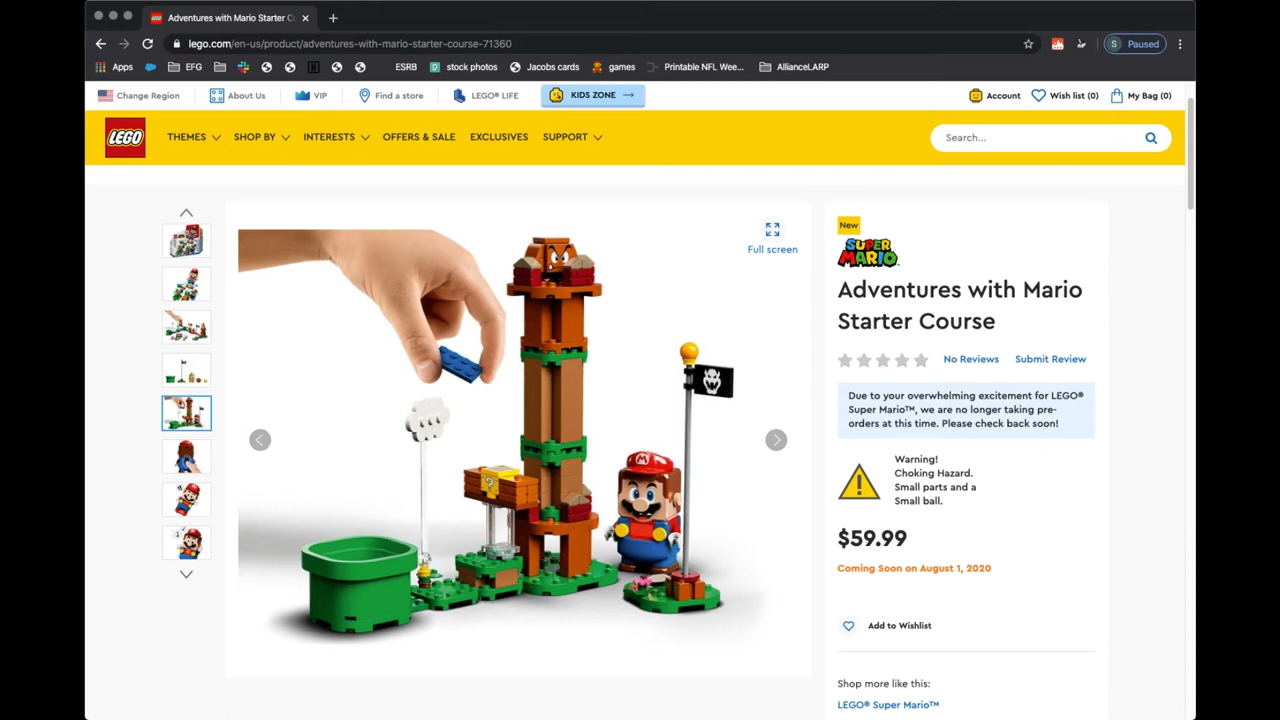 Adventures with Mario Starter C
lego.com/en-us/product/adventures-with-mario-starter-course-71360
S Paused
Apps
EFG
ESRB
stock photos
Jacobs cards
games
Printable NFL Wee...
AllianceLARP
Change Region
About Us
VIP
Find a store
LEGO® LIFE
KIDS ZONE
Account
Wish list (0)
My Bag (0)
LEGO
THEMES
SHOP BY
INTERESTS
OFFERS & SALE
EXCLUSIVES
SUPPORT
Search...
Full screen
New
SUPER
MARIO
Adventures with Mario
Starter Course
No Reviews
Submit Review
Due to your overwhelming excitement for LEGO®
Super Mario™, we are no longer taking pre-
orders at this time. Please check back soon!
Warning!
Choking Hazard.
Small parts and a
Small ball.
$59.99
Coming Soon on August 1, 2020
Add to Wishlist
Shop more like this:
LEGO® Super Mario™
?
M